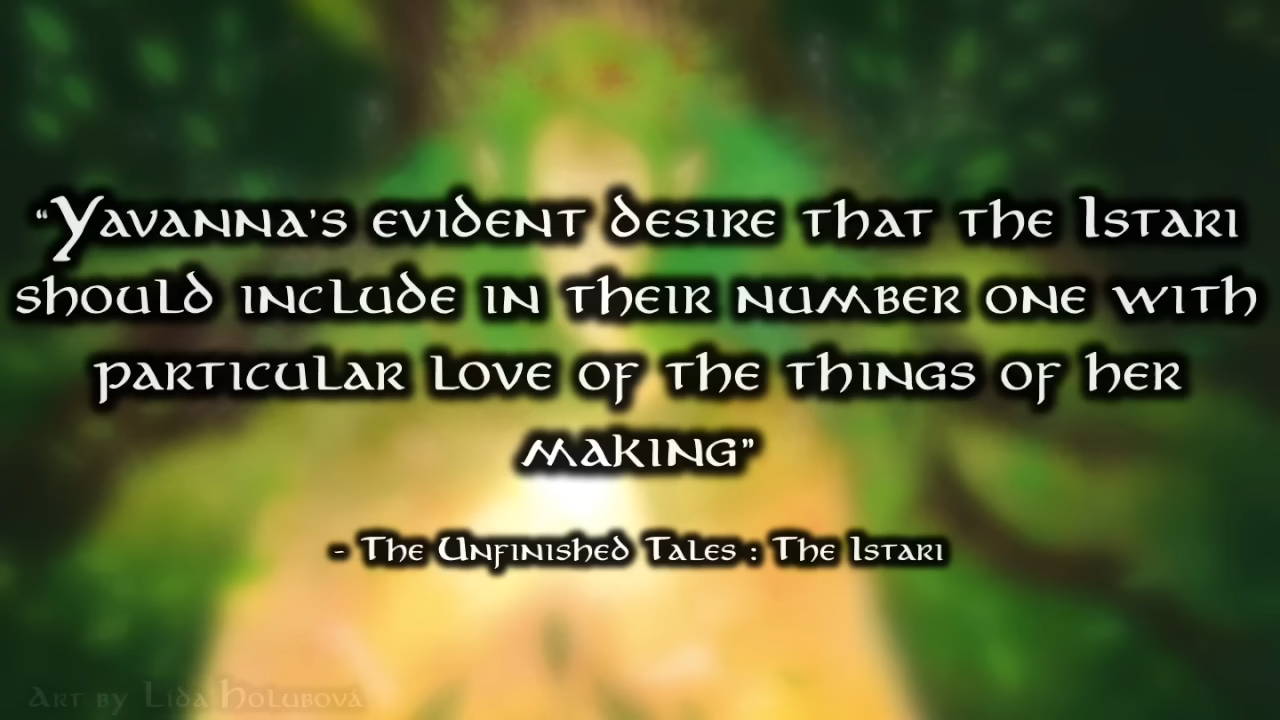 “Yavanna's evident desire that the Istari
should include in their number one with
particular love of the things of her
making”
- The Unfinished Tales : The Istari
Art by Lída Holubová